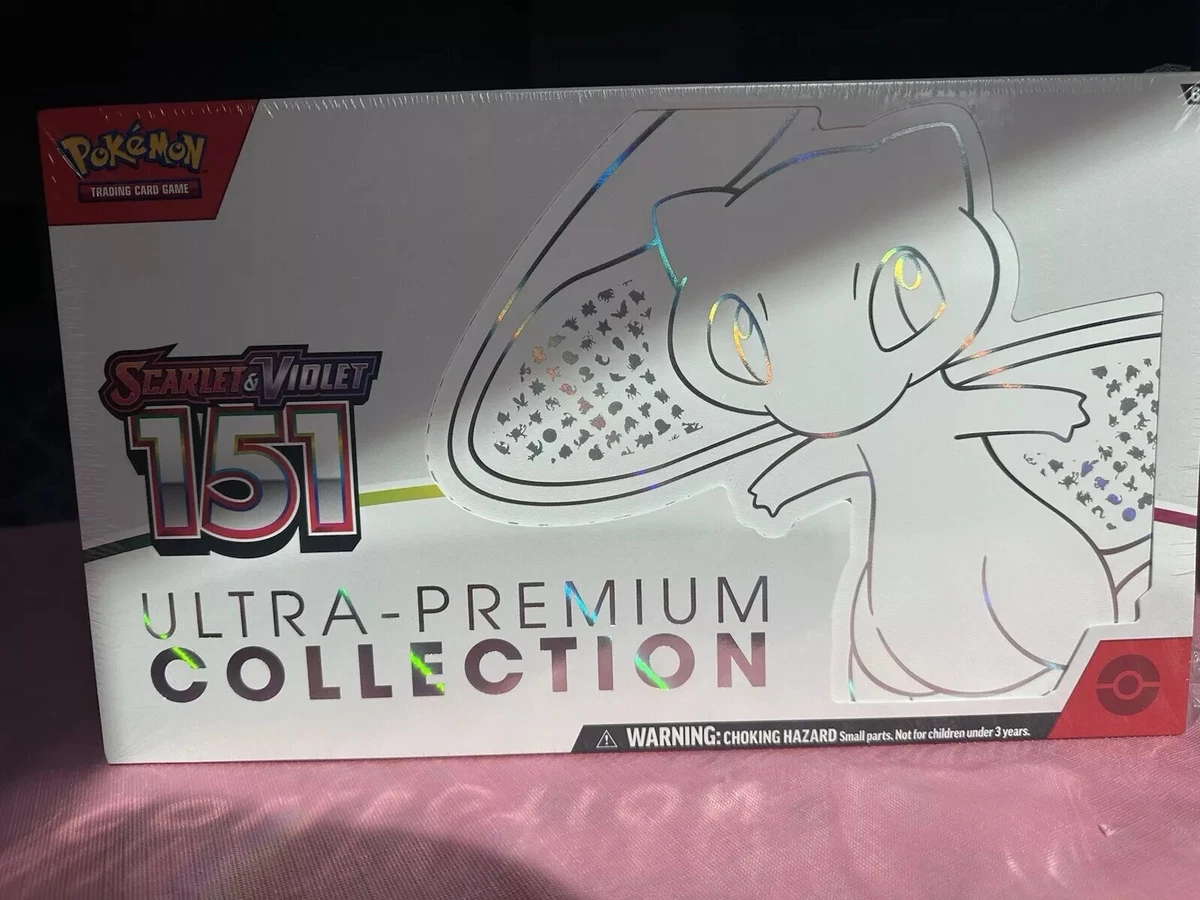 POKéMON
TRADING CARD GAME
SCARLET & VIOLET
151
ULTRA-PREMIUM
COLLECTION
WARNING: CHOKING HAZARD Small parts. Not for children under 3 years.